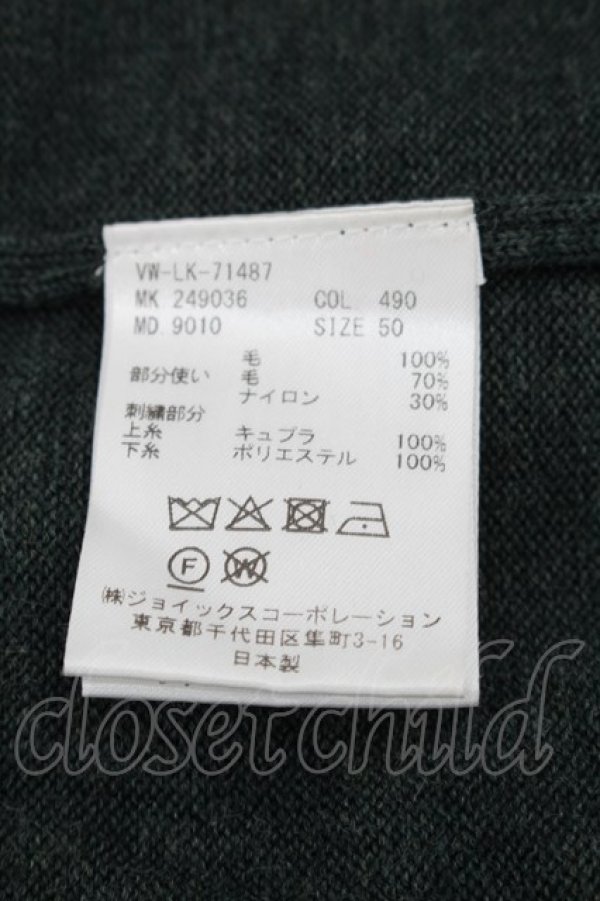 VW-LK-71487
MK 249036 COL 490
MD 9010 SIZE 50
毛 100%
部分使い 毛 70%
ナイロン 30%
刺繍部分
上糸 キュプラ 100%
下糸 ポリエステル 100%
F W
㈱ジョイックスコーポレーション
東京都千代田区隼町3-16
日本製
closet child